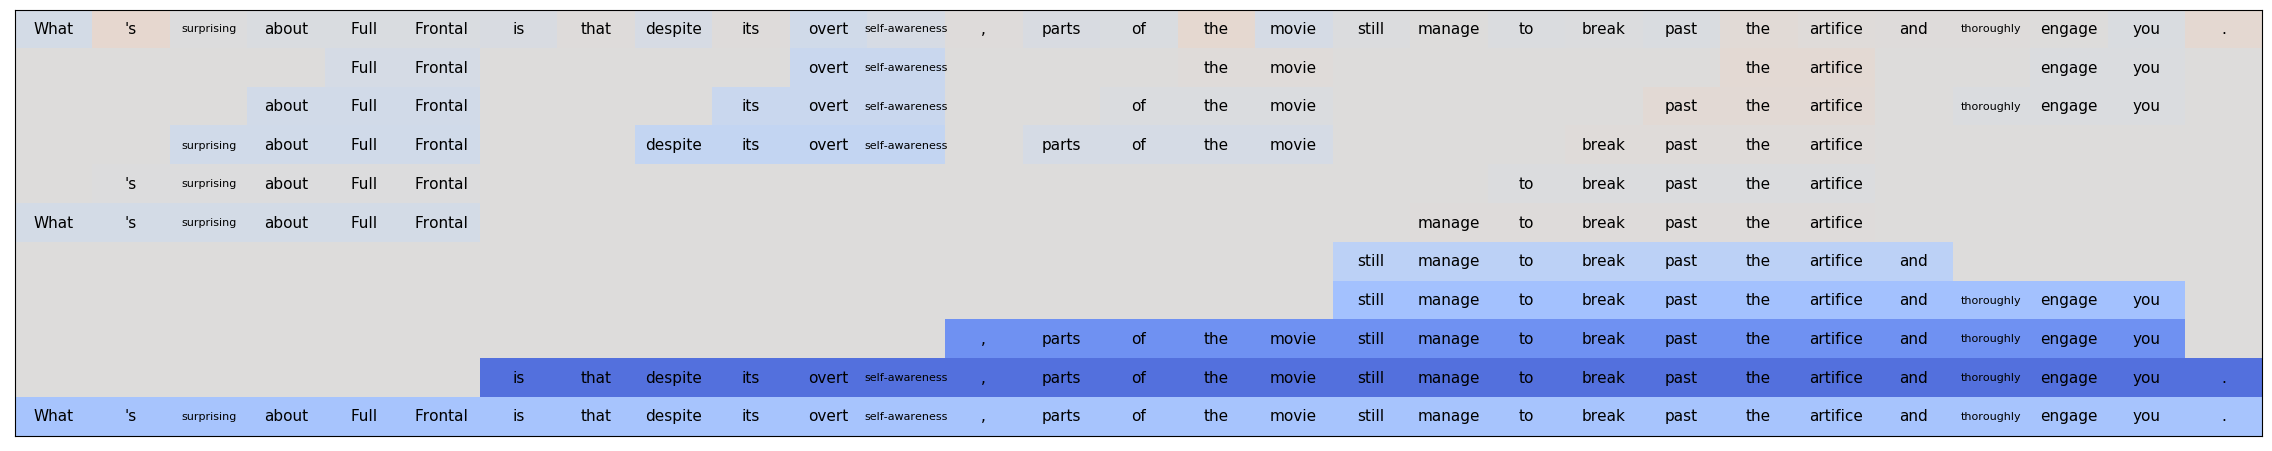 What 's surprising about Full Frontal is that despite its overt self-awareness , parts of the movie still manage to break past the artifice and thoroughly engage you .
Full Frontal overt self-awareness the movie the artifice engage you
about Full Frontal its overt self-awareness of the movie past the artifice thoroughly engage you
surprising about Full Frontal despite its overt self-awareness parts of the movie break past the artifice
's surprising about Full Frontal to break past the artifice
What 's surprising about Full Frontal manage to break past the artifice
still manage to break past the artifice and
still manage to break past the artifice and thoroughly engage you
, parts of the movie still manage to break past the artifice and thoroughly engage you
is that despite its overt self-awareness , parts of the movie still manage to break past the artifice and thoroughly engage you .
What 's surprising about Full Frontal is that despite its overt self-awareness , parts of the movie still manage to break past the artifice and thoroughly engage you .